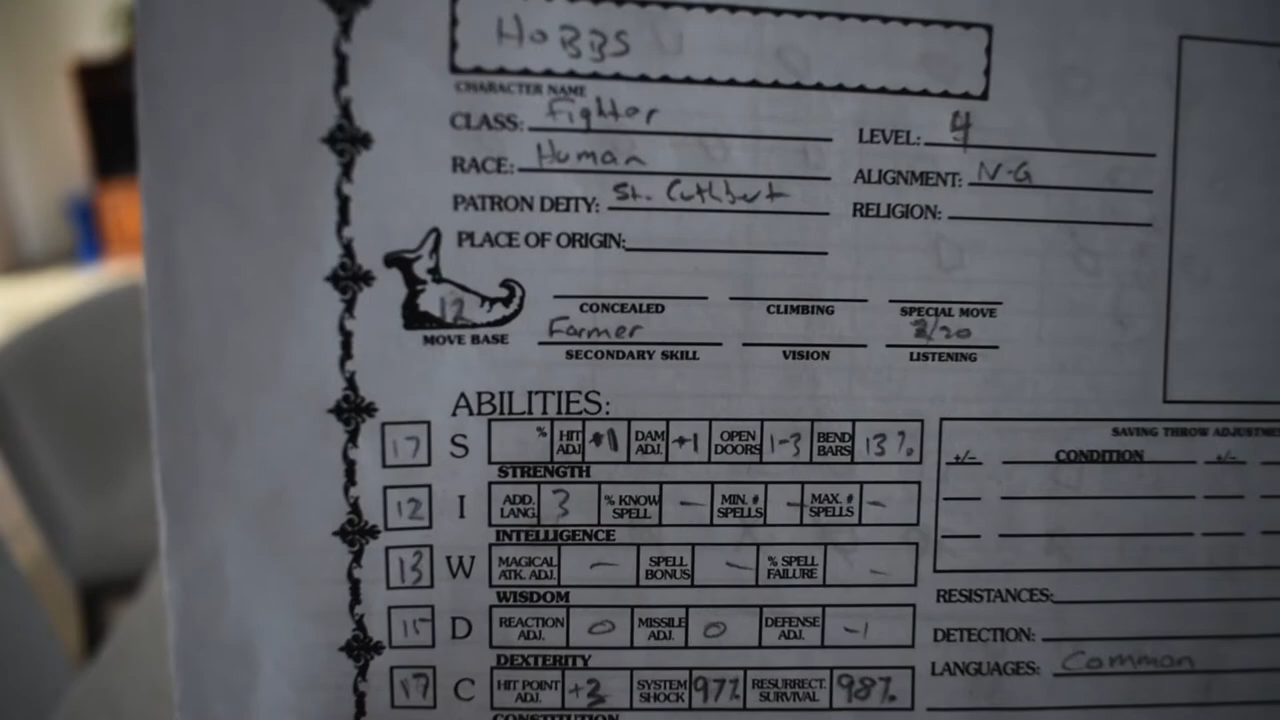 HOBBS
CHARACTER NAME
CLASS: Fighter
LEVEL: 4
RACE: Human
ALIGNMENT: N-G
PATRON DEITY: St. Cuthbert
RELIGION:
PLACE OF ORIGIN:
12
MOVE BASE
CONCEALED CLIMBING SPECIAL MOVE
Farmer /20
SECONDARY SKILL VISION LISTENING
ABILITIES:
17 S % HIT ADJ +1 DAM ADJ. +1 OPEN DOORS 1-3 BEND BARS 13%
STRENGTH
12 I ADD. LANG. 3 % KNOW SPELL — MIN. # SPELLS — MAX. # SPELLS —
INTELLIGENCE
13 W MAGICAL ATK. ADJ. — SPELL BONUS — % SPELL FAILURE —
WISDOM
15 D REACTION ADJ. 0 MISSILE ADJ. 0 DEFENSE ADJ. -1
DEXTERITY
17 C HIT POINT ADJ. +3 SYSTEM SHOCK 97% RESURRECT. SURVIVAL 98%
CONSTITUTION
SAVING THROW ADJUSTME
+/- CONDITION +/-
RESISTANCES:
DETECTION:
LANGUAGES: Common